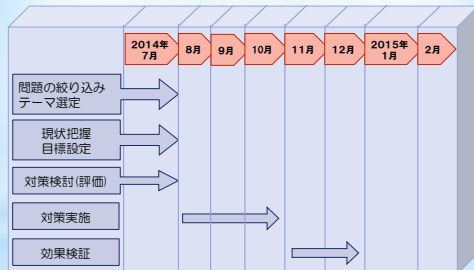 2014年
7月
8月
9月
10月
11月
12月
2015年
1月
2月
問題の絞り込み
テーマ選定
現状把握
目標設定
対策検討(評価)
対策実施
効果検証